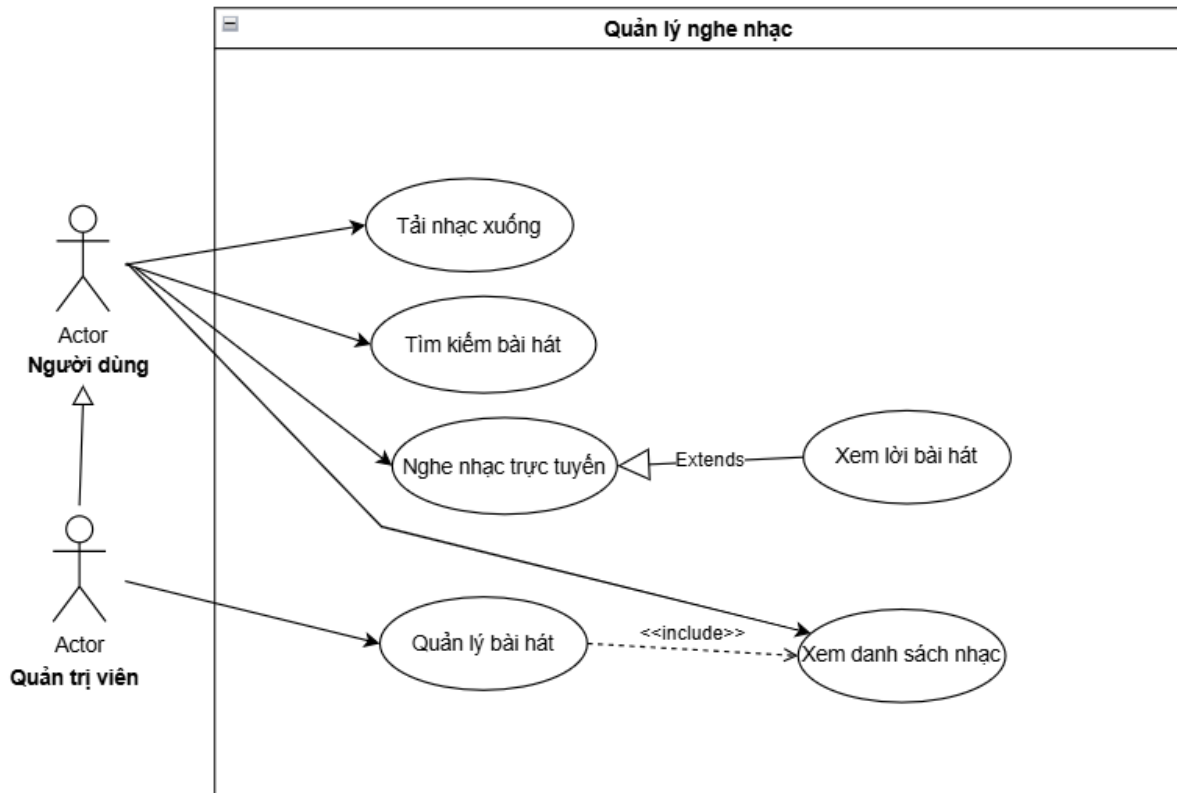 Quản lý nghe nhạc
Tải nhạc xuống
Tìm kiếm bài hát
Actor
Người dùng
Nghe nhạc trực tuyến
Extends
Xem lời bài hát
Quản lý bài hát
<<include>>
Xem danh sách nhạc
Actor
Quản trị viên